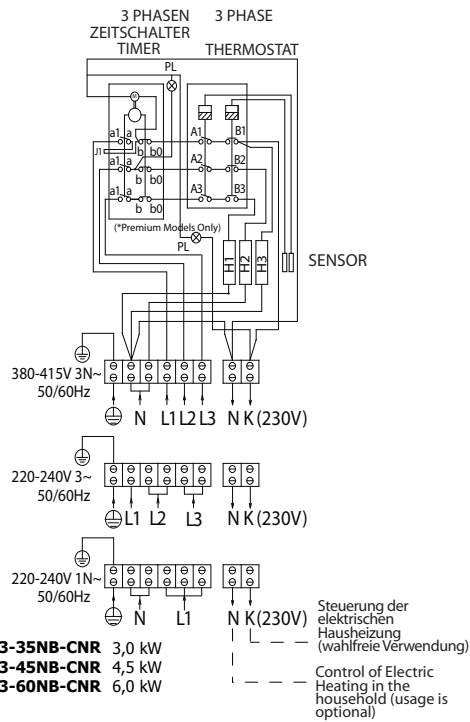 3 PHASEN
ZEITSCHALTER
TIMER
3 PHASE
THERMOSTAT
PL
M
a1 a
A1
B1
J1
b b0
a1 a
A2
B2
b b0
a1 a
A3
B3
b b0
(*Premium Models Only)
PL
H1
H2
H3
SENSOR
380-415V 3N~
50/60Hz
N L1 L2 L3 N K (230V)
220-240V 3~
50/60Hz
L1 L2 L3 N K (230V)
220-240V 1N~
50/60Hz
N L1 N K (230V)
Steuerung der
elektrischen
Hausheizung
(wahlfreie Verwendung)
3-35NB-CNR 3,0 kW
3-45NB-CNR 4,5 kW
3-60NB-CNR 6,0 kW
Control of Electric
Heating in the
household (usage is
optional)